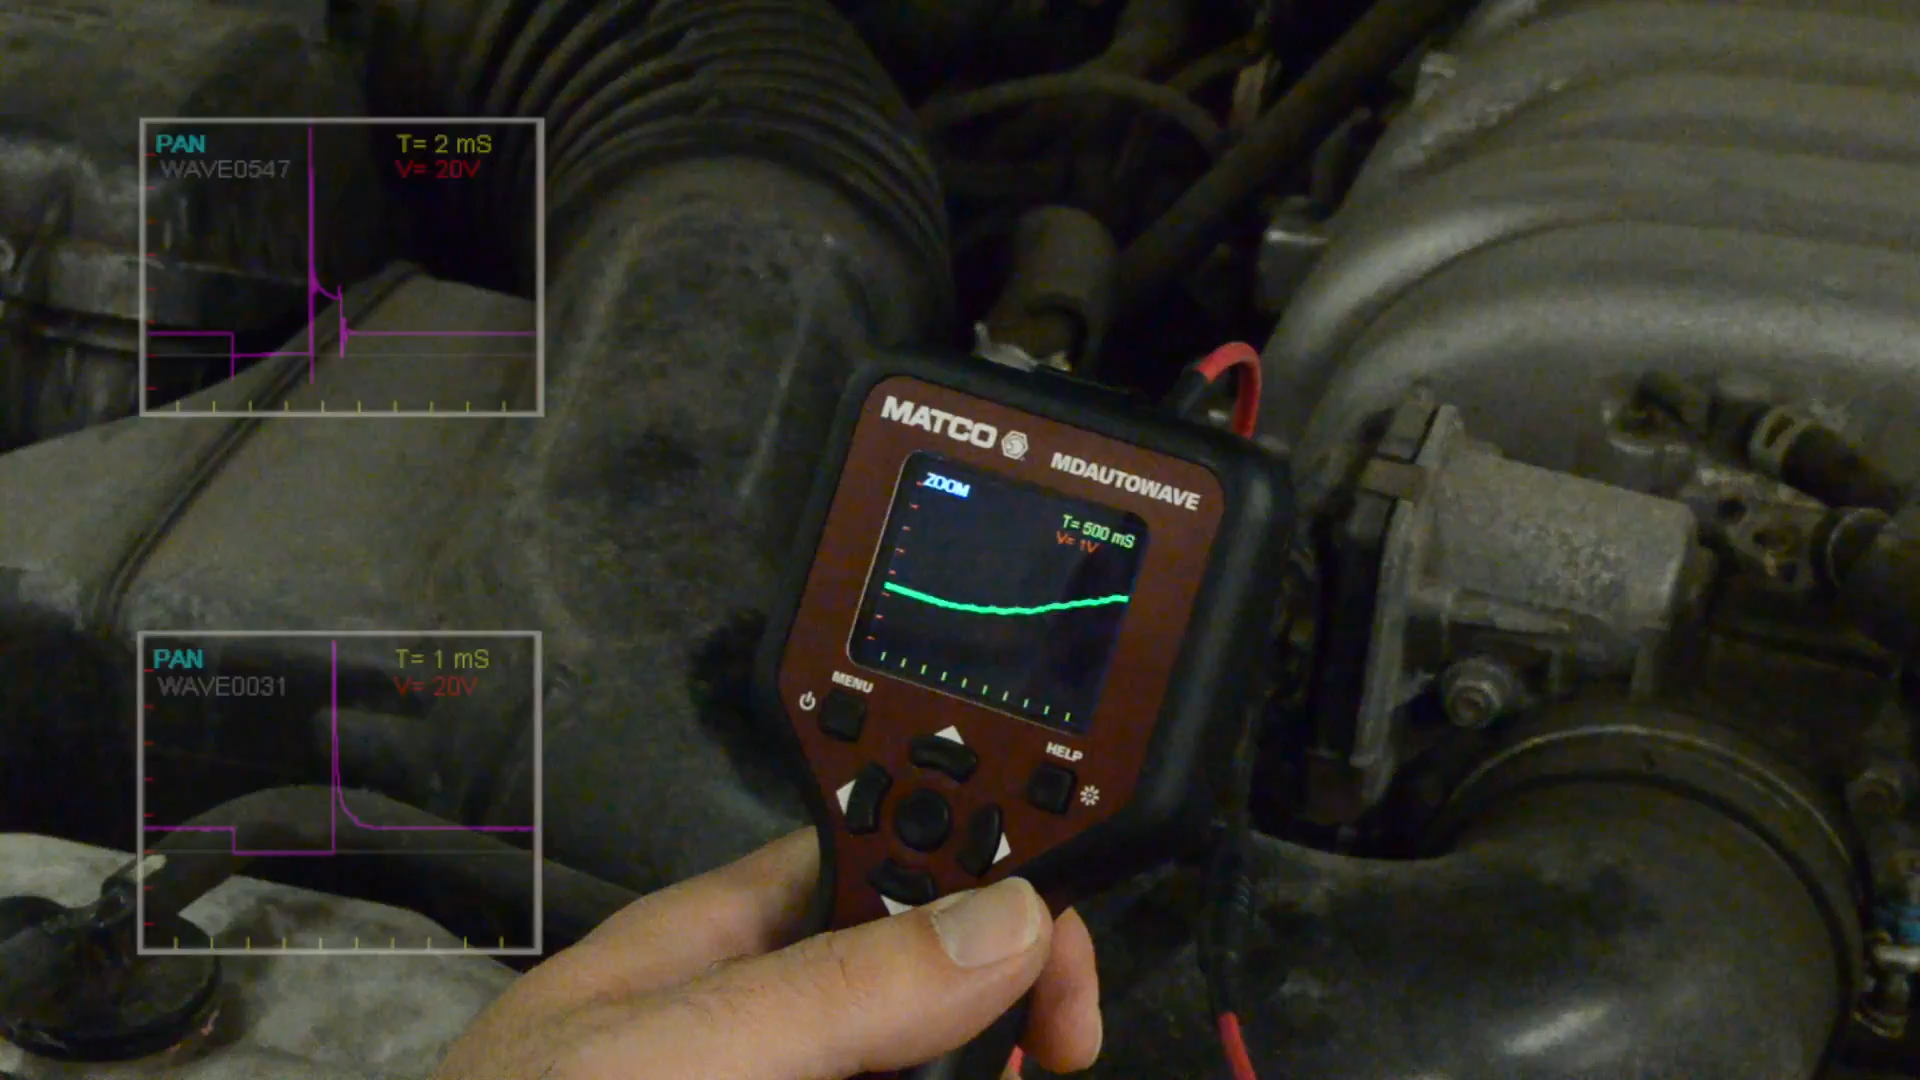 PAN
T= 2 mS
WAVE0547
V= 20V
MATCO
MDAUTOWAVE
ZOOM
T= 500 mS
V= 1V
MENU
HELP
PAN
T= 1 mS
WAVE0031
V= 20V